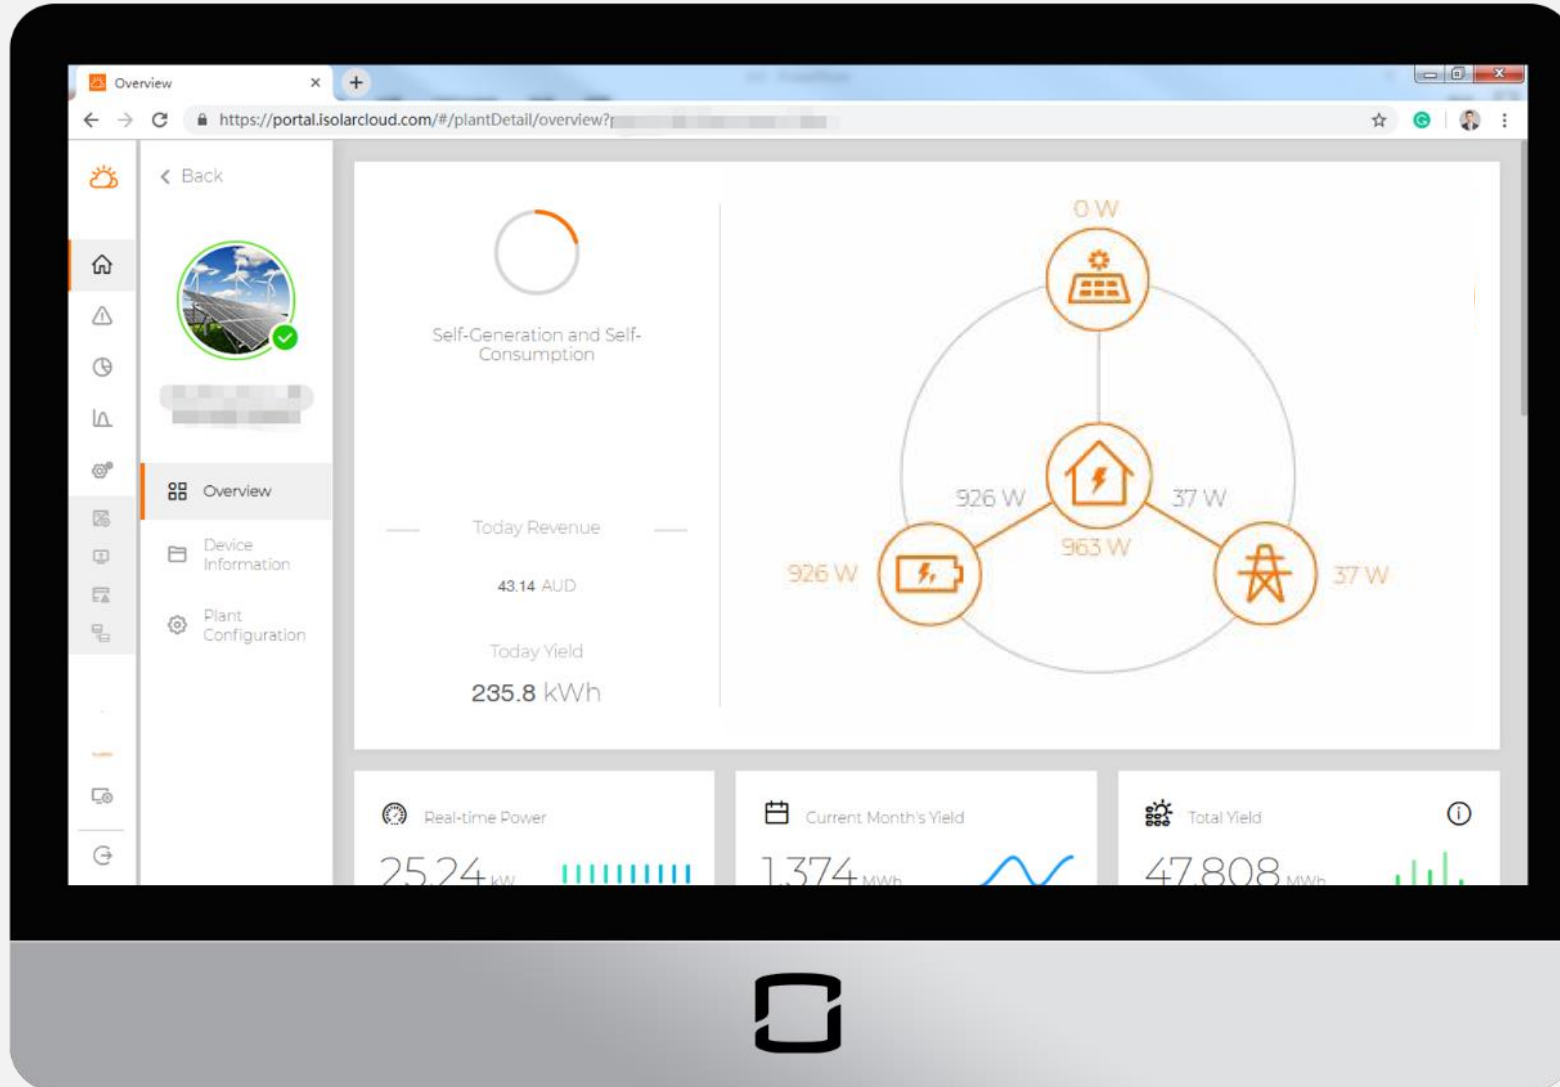 Overview
https://portal.isolarcloud.com/#/plantDetail/overview?
Back
Overview
Device
Information
Plant
Configuration
Self-Generation and Self-
Consumption
Today Revenue
43.14 AUD
Today Yield
235.8 kWh
0 W
926 W
37 W
963 W
926 W
37 W
Real-time Power
25.24 kW
Current Month's Yield
1.374 MWh
Total Yield
47.808 MWh